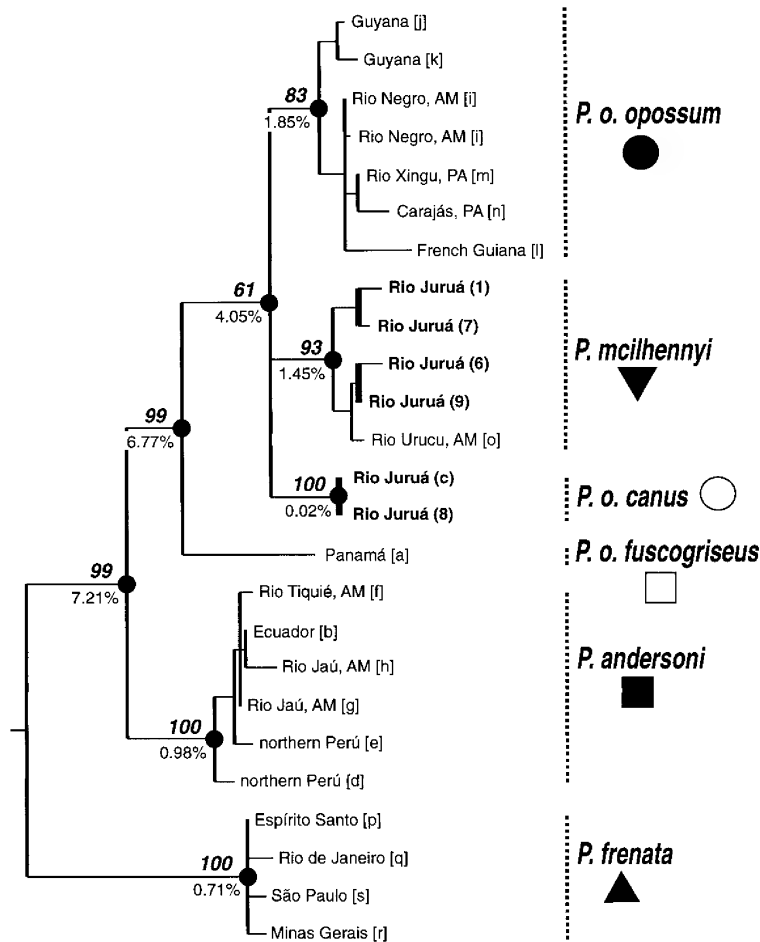 Guyana [j]
Guyana [k]
83
1.85%
Rio Negro, AM [i]
Rio Negro, AM [i]
Rio Xingu, PA [m]
Carajás, PA [n]
French Guiana [l]
P. o. opossum
61
4.05%
Rio Juruá (1)
Rio Juruá (7)
93
1.45%
Rio Juruá (6)
Rio Juruá (9)
Rio Urucu, AM [o]
P. mcilhennyi
99
6.77%
100
0.02%
Rio Juruá (c)
Rio Juruá (8)
P. o. canus
Panamá [a]
P. o. fuscogriseus
99
7.21%
Rio Tiquié, AM [f]
Ecuador [b]
Rio Jaú, AM [h]
Rio Jaú, AM [g]
northern Perú [e]
northern Perú [d]
100
0.98%
P. andersoni
Espírito Santo [p]
Rio de Janeiro [q]
São Paulo [s]
Minas Gerais [r]
100
0.71%
P. frenata